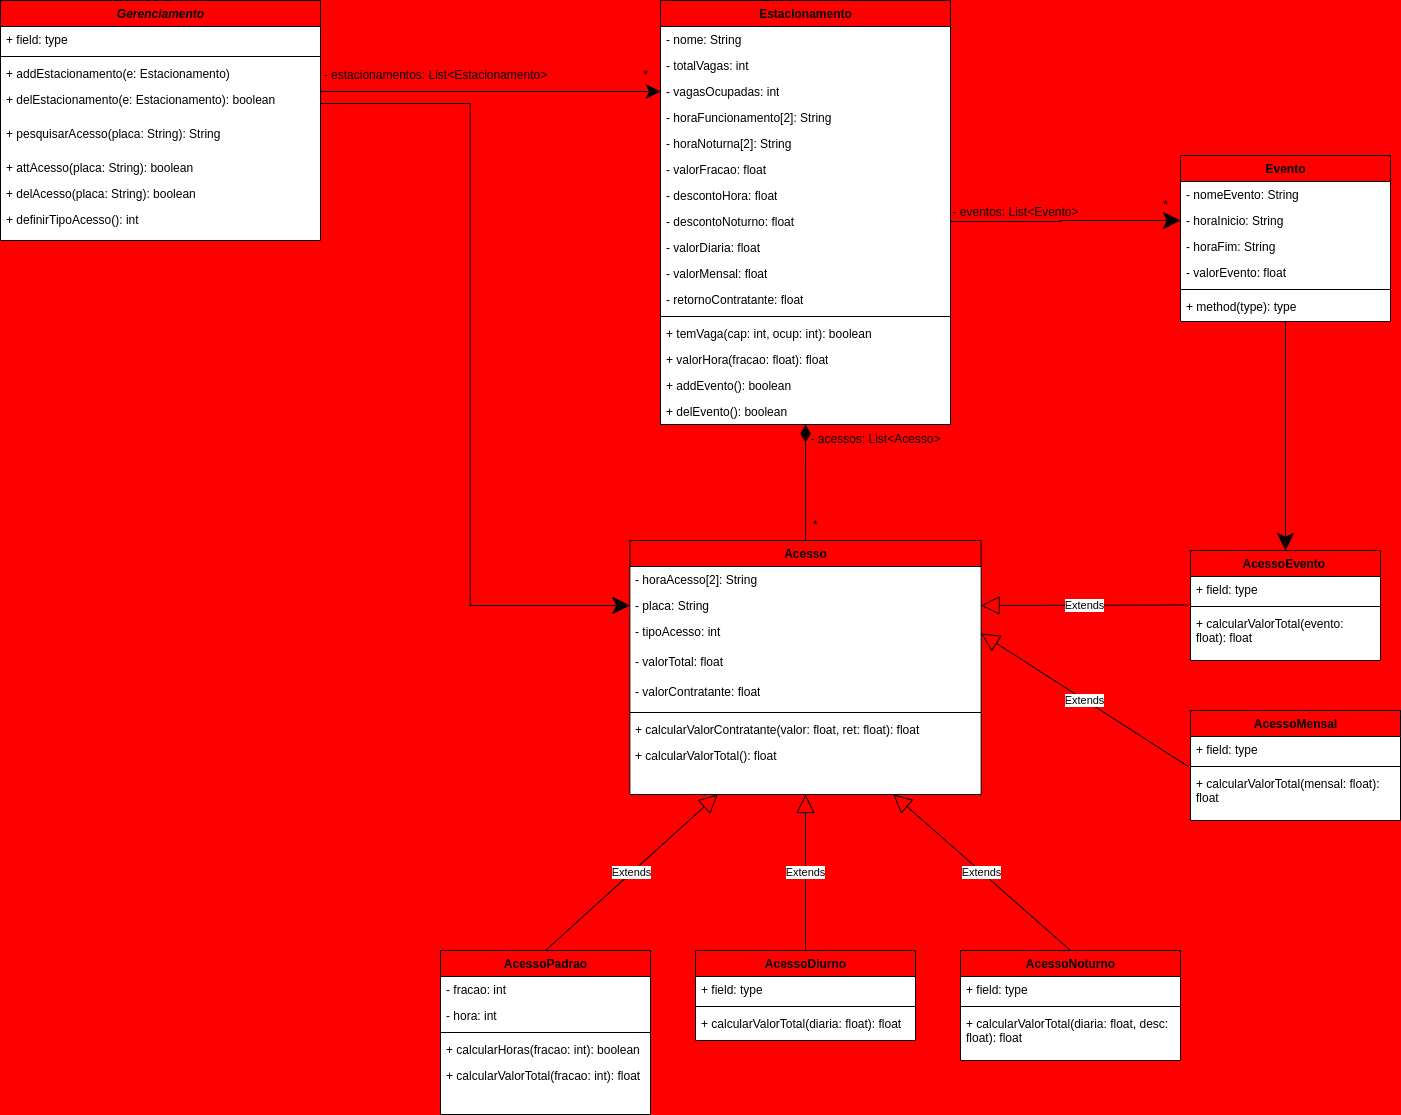 Gerenciamento
+ field: type
+ addEstacionamento(e: Estacionamento)
+ delEstacionamento(e: Estacionamento): boolean
+ pesquisarAcesso(placa: String): String
+ attAcesso(placa: String): boolean
+ delAcesso(placa: String): boolean
+ definirTipoAcesso(): int
- estacionamentos: List<Estacionamento>
*
Estacionamento
- nome: String
- totalVagas: int
- vagasOcupadas: int
- horaFuncionamento[2]: String
- horaNoturna[2]: String
- valorFracao: float
- descontoHora: float
- descontoNoturno: float
- valorDiaria: float
- valorMensal: float
- retornoContratante: float
+ temVaga(cap: int, ocup: int): boolean
+ valorHora(fracao: float): float
+ addEvento(): boolean
+ delEvento(): boolean
- eventos: List<Evento>
*
Evento
- nomeEvento: String
- horaInicio: String
- horaFim: String
- valorEvento: float
+ method(type): type
- acessos: List<Acesso>
*
Acesso
- horaAcesso[2]: String
- placa: String
- tipoAcesso: int
- valorTotal: float
- valorContratante: float
+ calcularValorContratante(valor: float, ret: float): float
+ calcularValorTotal(): float
Extends
AcessoEvento
+ field: type
+ calcularValorTotal(evento:
float): float
Extends
AcessoMensal
+ field: type
+ calcularValorTotal(mensal: float):
float
Extends
Extends
Extends
AcessoPadrao
- fracao: int
- hora: int
+ calcularHoras(fracao: int): boolean
+ calcularValorTotal(fracao: int): float
AcessoDiurno
+ field: type
+ calcularValorTotal(diaria: float): float
AcessoNoturno
+ field: type
+ calcularValorTotal(diaria: float, desc:
float): float